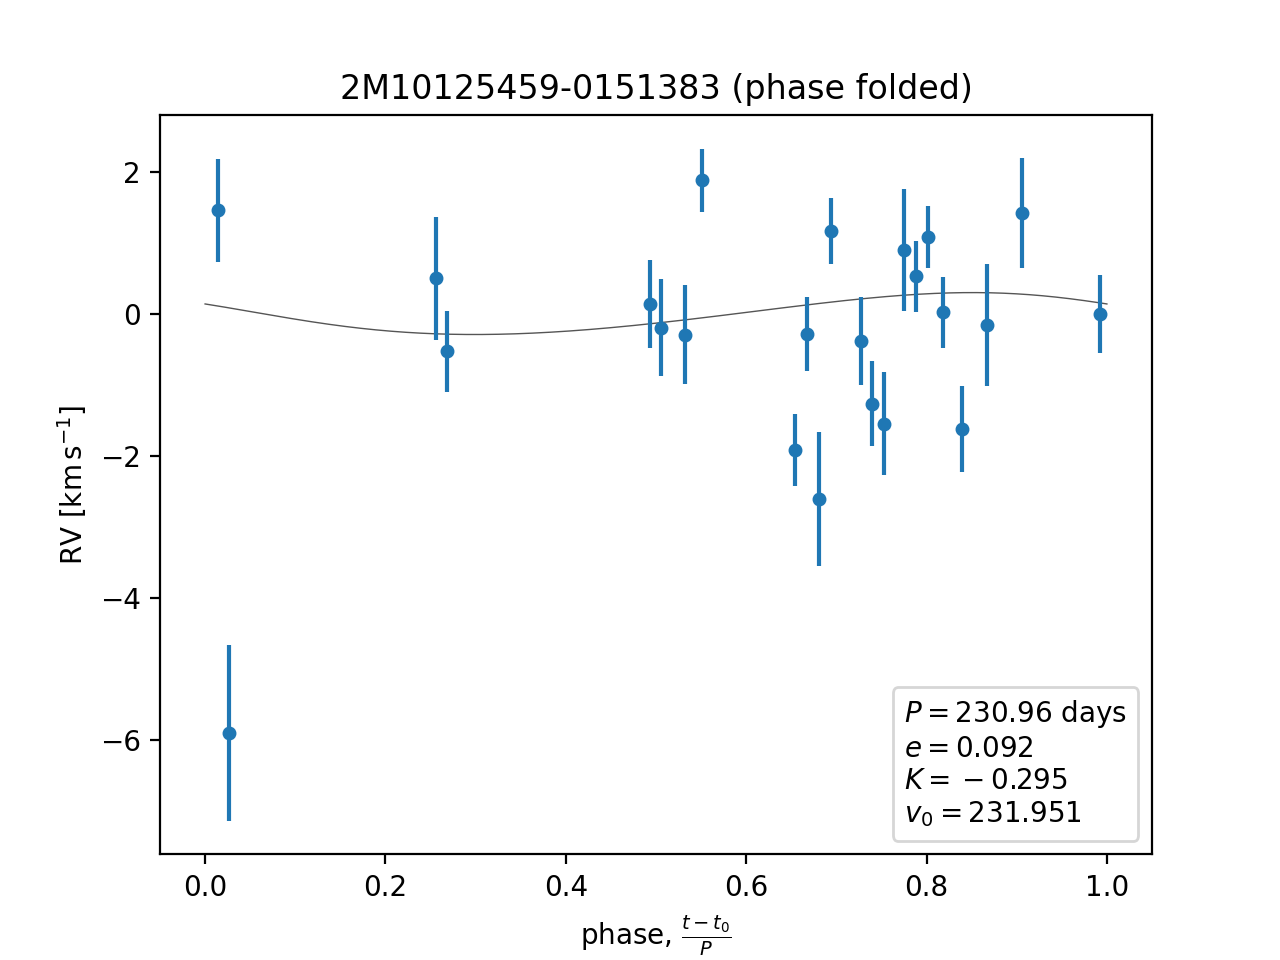 2M10125459-0151383 (phase folded)
2
0
−2
−4
−6
RV [km s⁻¹]
P = 230.96 days
e = 0.092
K = −0.295
v₀ = 231.951
0.0 0.2 0.4 0.6 0.8 1.0
phase, (t − t₀)/P